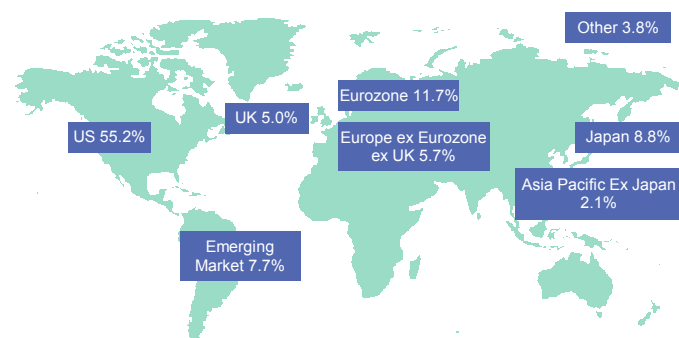 Other 3.8%
Eurozone 11.7%
UK 5.0%
US 55.2%
Europe ex Eurozone
ex UK 5.7%
Japan 8.8%
Asia Pacific Ex Japan
2.1%
Emerging
Market 7.7%